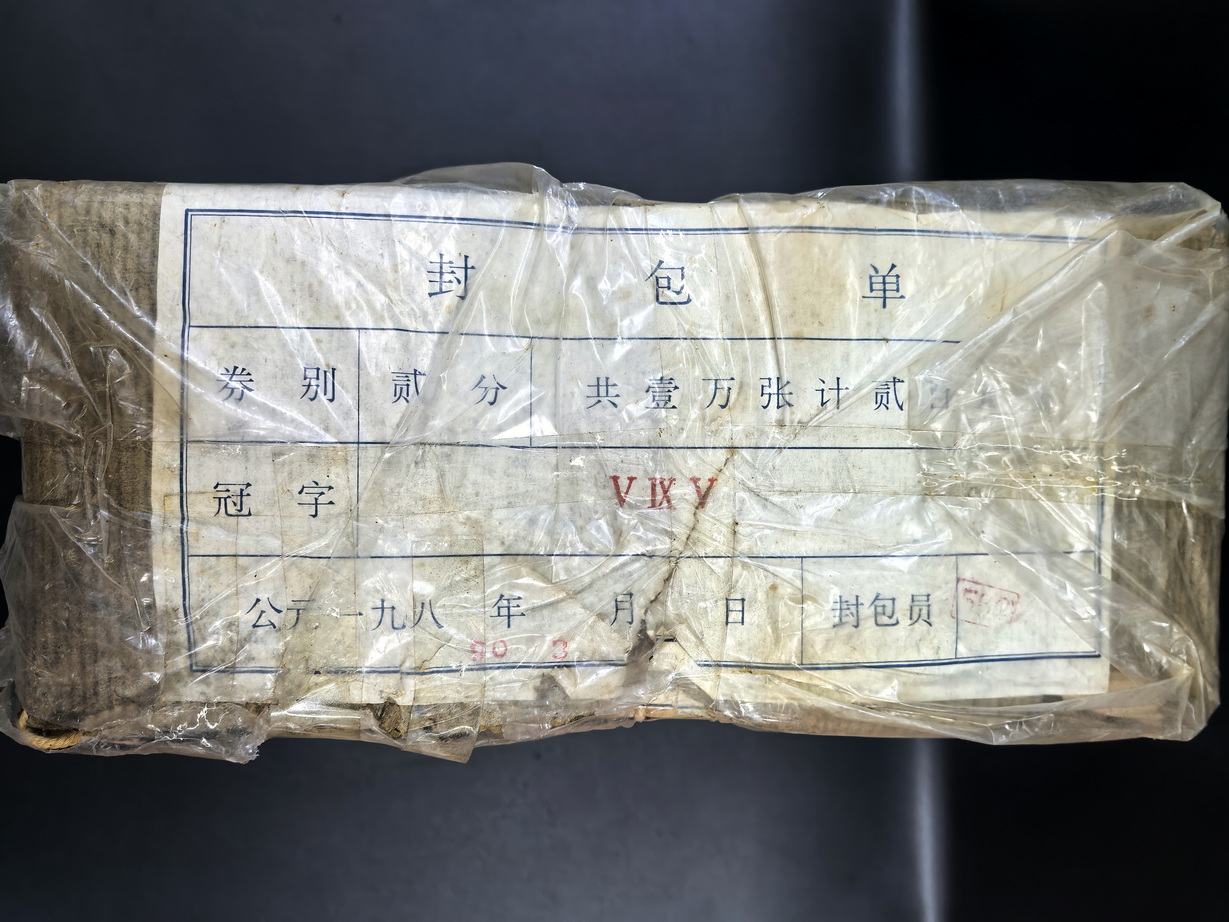 封包单
券别 贰分 共壹万张计贰
冠字 V IX V
公元一九八 年 月 日 封包员
90 3